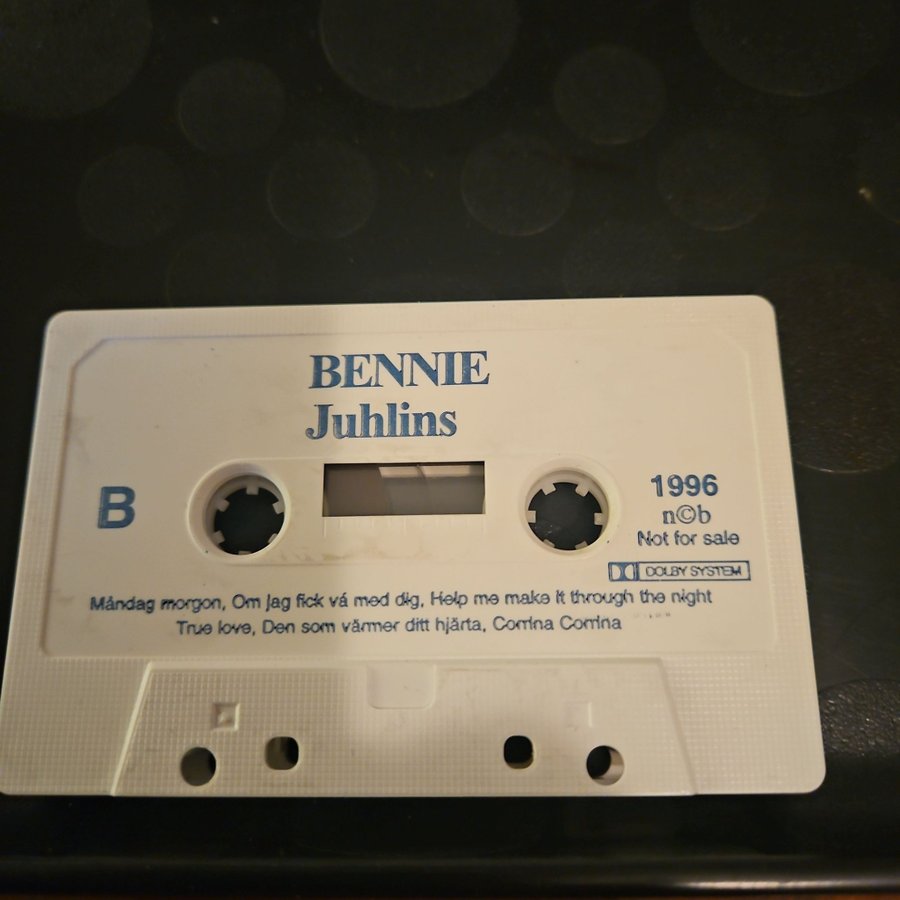 BENNIE
Juhlins
B
1996
n©b
Not for sale
DOLBY SYSTEM
Måndag morgon, Om jag fick vá med dig, Help me make it through the night
True love, Den som värmer ditt hjärta, Corrina Corrina